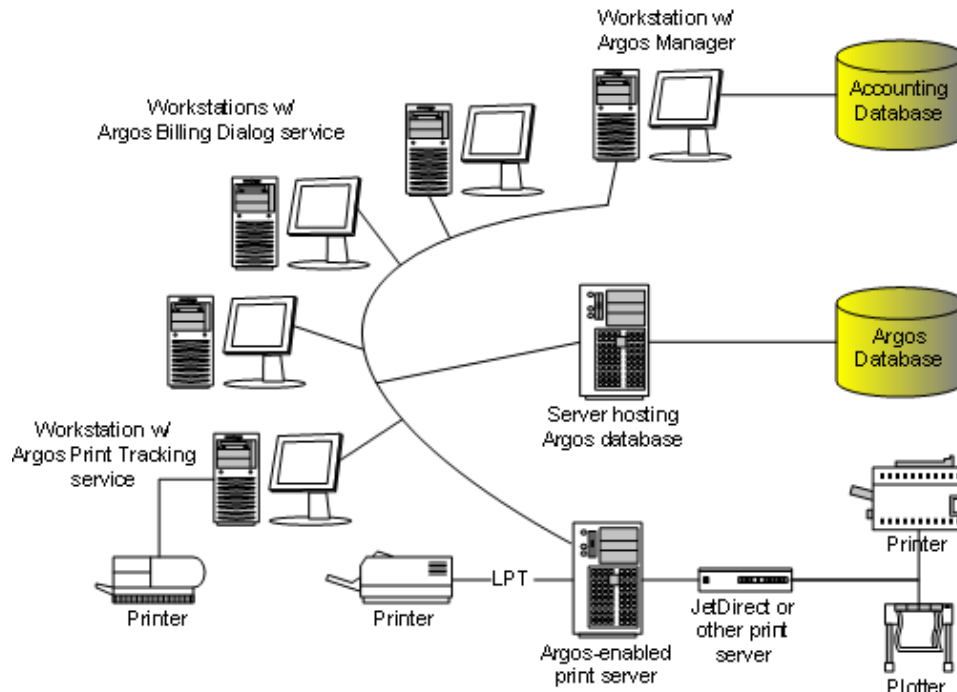 Workstation w/
Argos Manager
Accounting
Database
Workstations w/
Argos Billing Dialog service
Argos
Database
Server hosting
Argos database
Workstation w/
Argos Print Tracking
service
Printer
Printer
LPT
Printer
JetDirect or
other print
server
Argos-enabled
print server
Plotter